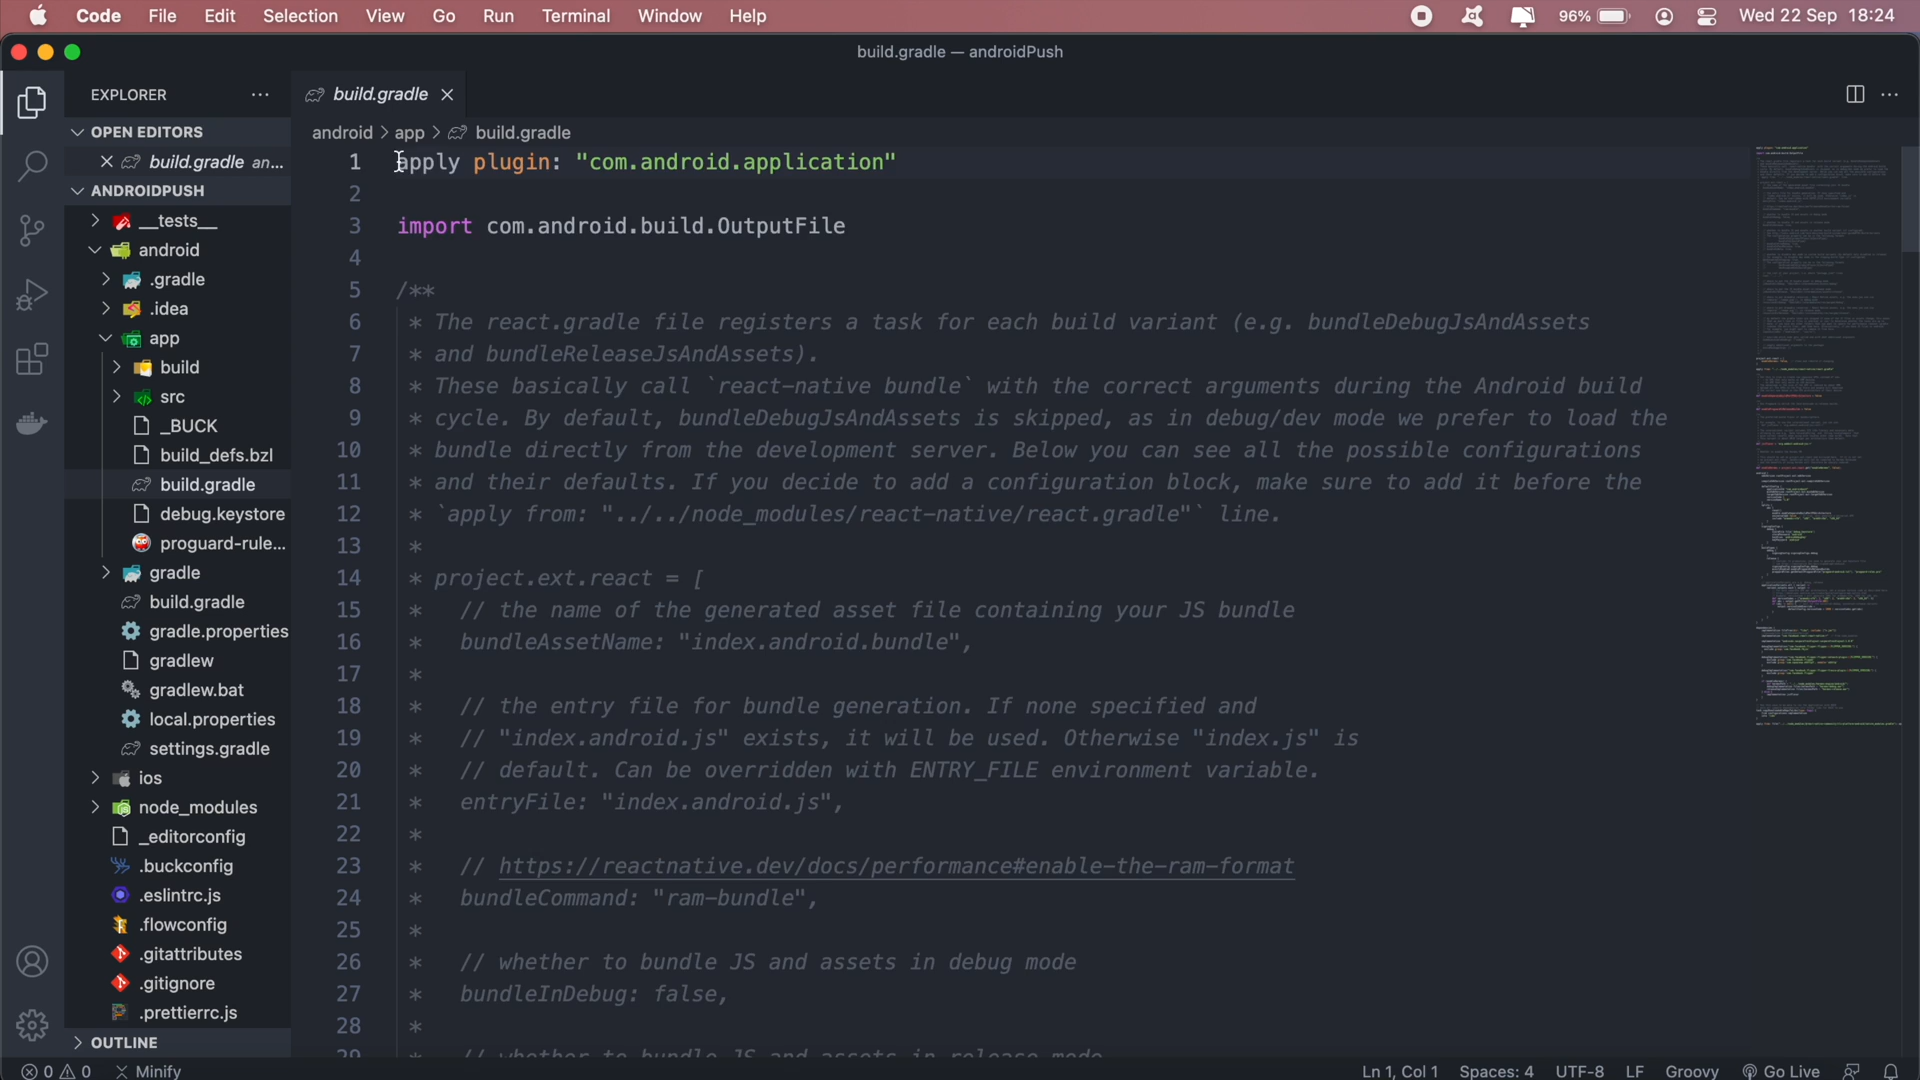 Code File Edit Selection View Go Run Terminal Window Help 96% Wed 22 Sep 18:24
build.gradle — androidPush
EXPLORER
build.gradle
OPEN EDITORS
build.gradle an...
ANDROIDPUSH
__tests__
android
.gradle
.idea
app
build
src
_BUCK
build_defs.bzl
build.gradle
debug.keystore
proguard-rule...
gradle
build.gradle
gradle.properties
gradlew
gradlew.bat
local.properties
settings.gradle
ios
node_modules
_editorconfig
.buckconfig
.eslintrc.js
.flowconfig
.gitattributes
.gitignore
.prettierrc.js
OUTLINE
android > app > build.gradle
1 apply plugin: "com.android.application"
2
3 import com.android.build.OutputFile
4
5 /**
6 * The react.gradle file registers a task for each build variant (e.g. bundleDebugJsAndAssets
7 * and bundleReleaseJsAndAssets).
8 * These basically call `react-native bundle` with the correct arguments during the Android build
9 * cycle. By default, bundleDebugJsAndAssets is skipped, as in debug/dev mode we prefer to load the
10 * bundle directly from the development server. Below you can see all the possible configurations
11 * and their defaults. If you decide to add a configuration block, make sure to add it before the
12 * `apply from: "../../node_modules/react-native/react.gradle"` line.
13 *
14 * project.ext.react = [
15 * // the name of the generated asset file containing your JS bundle
16 * bundleAssetName: "index.android.bundle",
17 *
18 * // the entry file for bundle generation. If none specified and
19 * // "index.android.js" exists, it will be used. Otherwise "index.js" is
20 * // default. Can be overridden with ENTRY_FILE environment variable.
21 * entryFile: "index.android.js",
22 *
23 * // https://reactnative.dev/docs/performance#enable-the-ram-format
24 * bundleCommand: "ram-bundle",
25 *
26 * // whether to bundle JS and assets in debug mode
27 * bundleInDebug: false,
28 *
29 * // whether to bundle JS and assets in release mode
0 0 Minify Ln 1, Col 1 Spaces: 4 UTF-8 LF Groovy Go Live